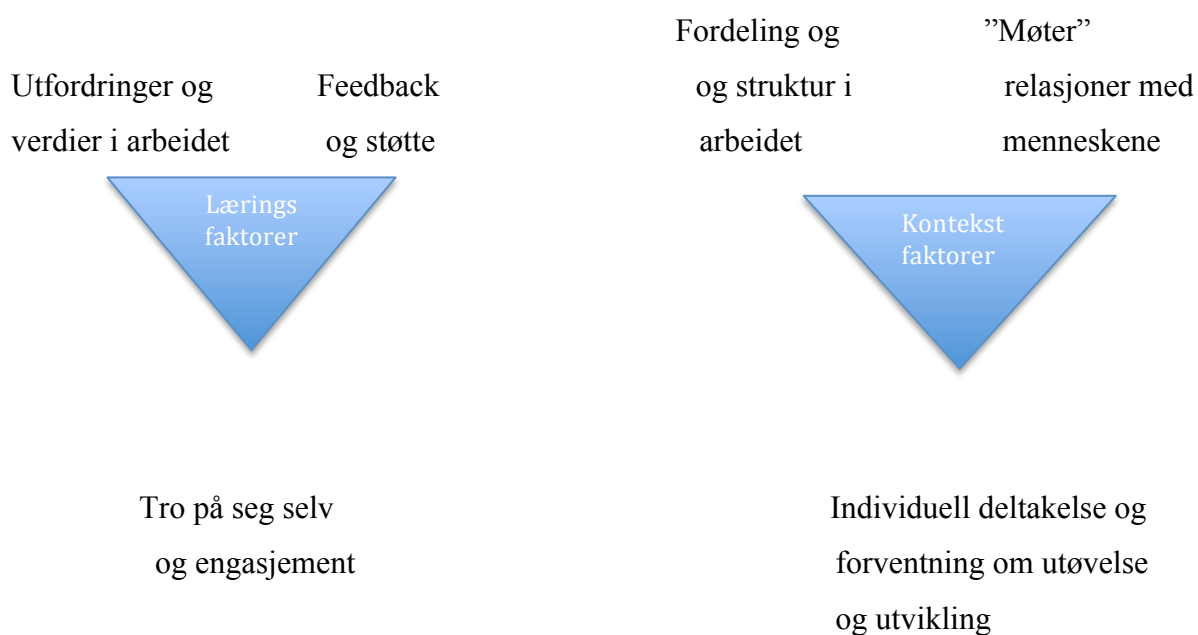 Utfordringer og
verdier i arbeidet
Feedback
og støtte
Lærings
faktorer
Tro på seg selv
og engasjement
Fordeling og
og struktur i
arbeidet
”Møter”
relasjoner med
menneskene
Kontekst
faktorer
Individuell deltakelse og
forventning om utøvelse
og utvikling